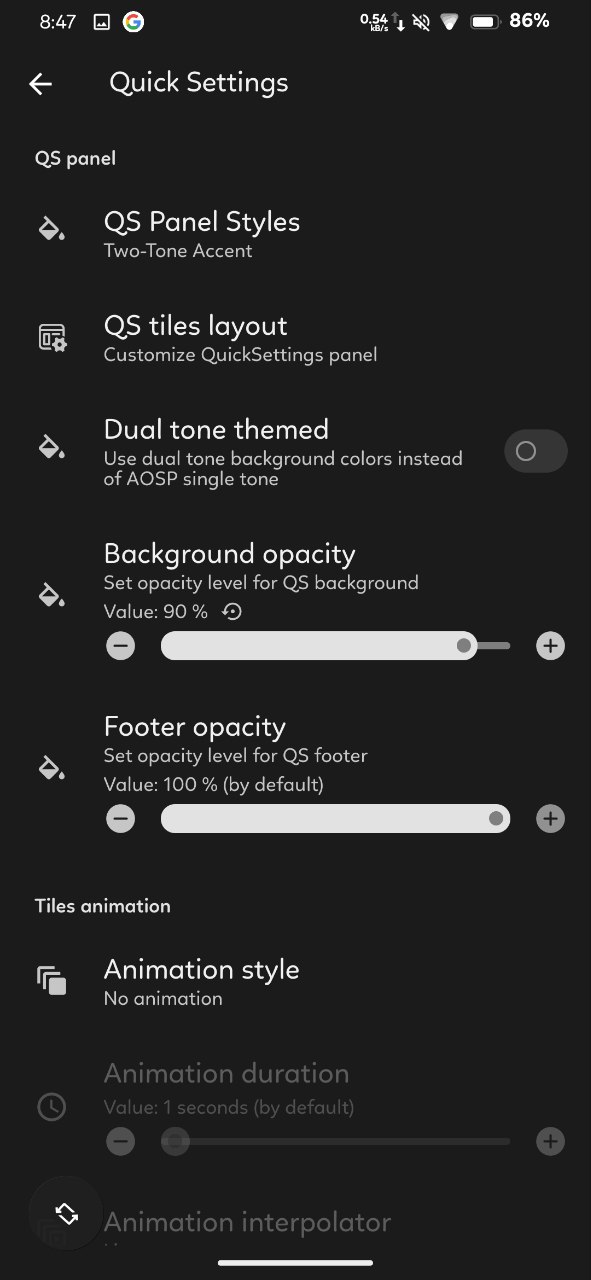 8:47
0.54
kB/s
86%
Quick Settings
QS panel
QS Panel Styles
Two-Tone Accent
QS tiles layout
Customize QuickSettings panel
Dual tone themed
Use dual tone background colors instead
of AOSP single tone
Background opacity
Set opacity level for QS background
Value: 90 %
Footer opacity
Set opacity level for QS footer
Value: 100 % (by default)
Tiles animation
Animation style
No animation
Animation duration
Value: 1 seconds (by default)
Animation interpolator